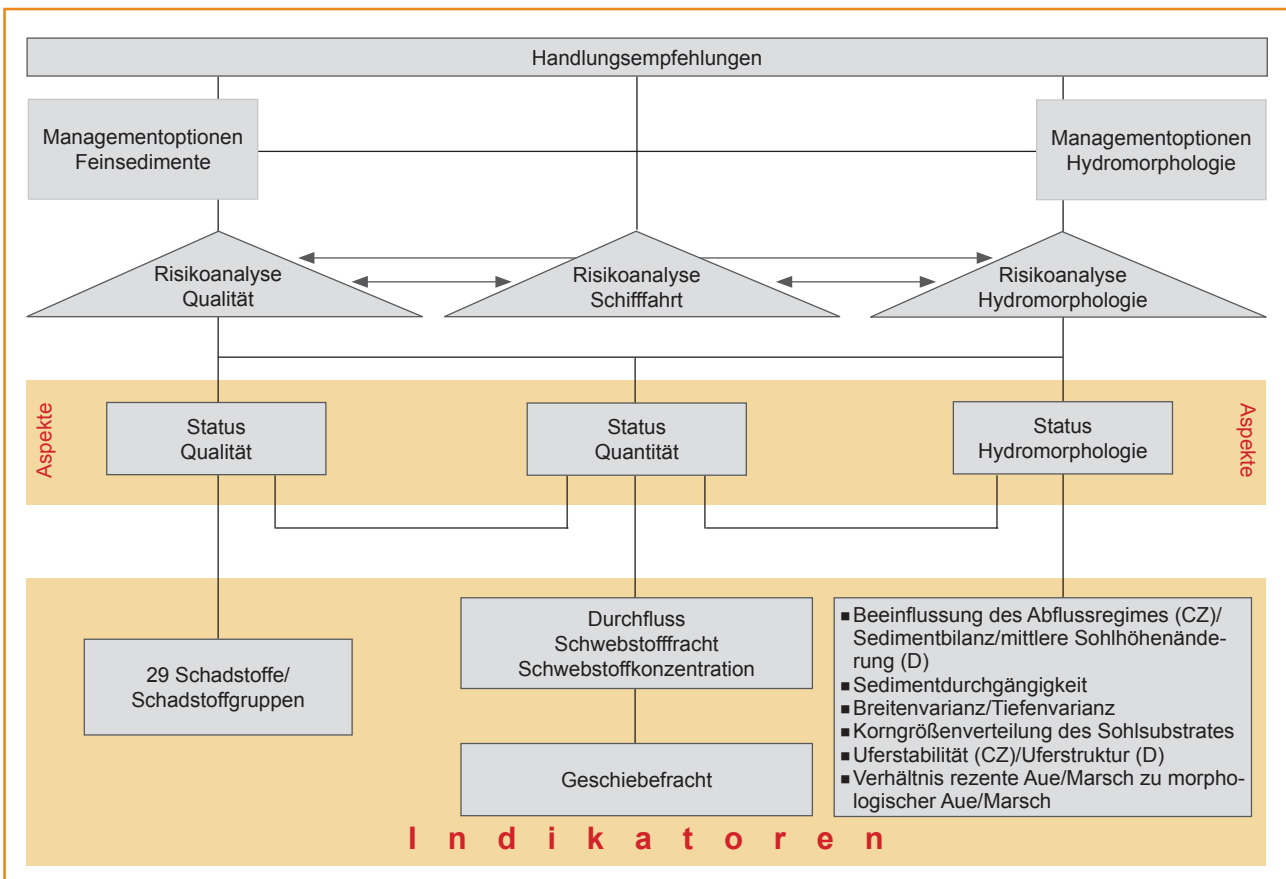 Handlungsempfehlungen
Managementoptionen
Feinsedimente
Managementoptionen
Hydromorphologie
Risikoanalyse
Qualität
Risikoanalyse
Schifffahrt
Risikoanalyse
Hydromorphologie
Aspekte
Status
Qualität
Status
Quantität
Status
Hydromorphologie
Aspekte
29 Schadstoffe/
Schadstoffgruppen
Durchfluss
Schwebstofffracht
Schwebstoffkonzentration
Geschiebefracht
■ Beeinflussung des Abflussregimes (CZ)/
Sedimentbilanz/mittlere Sohlhöhenände-
rung (D)
■ Sedimentdurchgängigkeit
■ Breitenvarianz/Tiefenvarianz
■ Korngrößenverteilung des Sohlsubstrates
■ Uferstabilität (CZ)/Uferstruktur (D)
■ Verhältnis rezente Aue/Marsch zu morpho-
logischer Aue/Marsch
Indikatoren